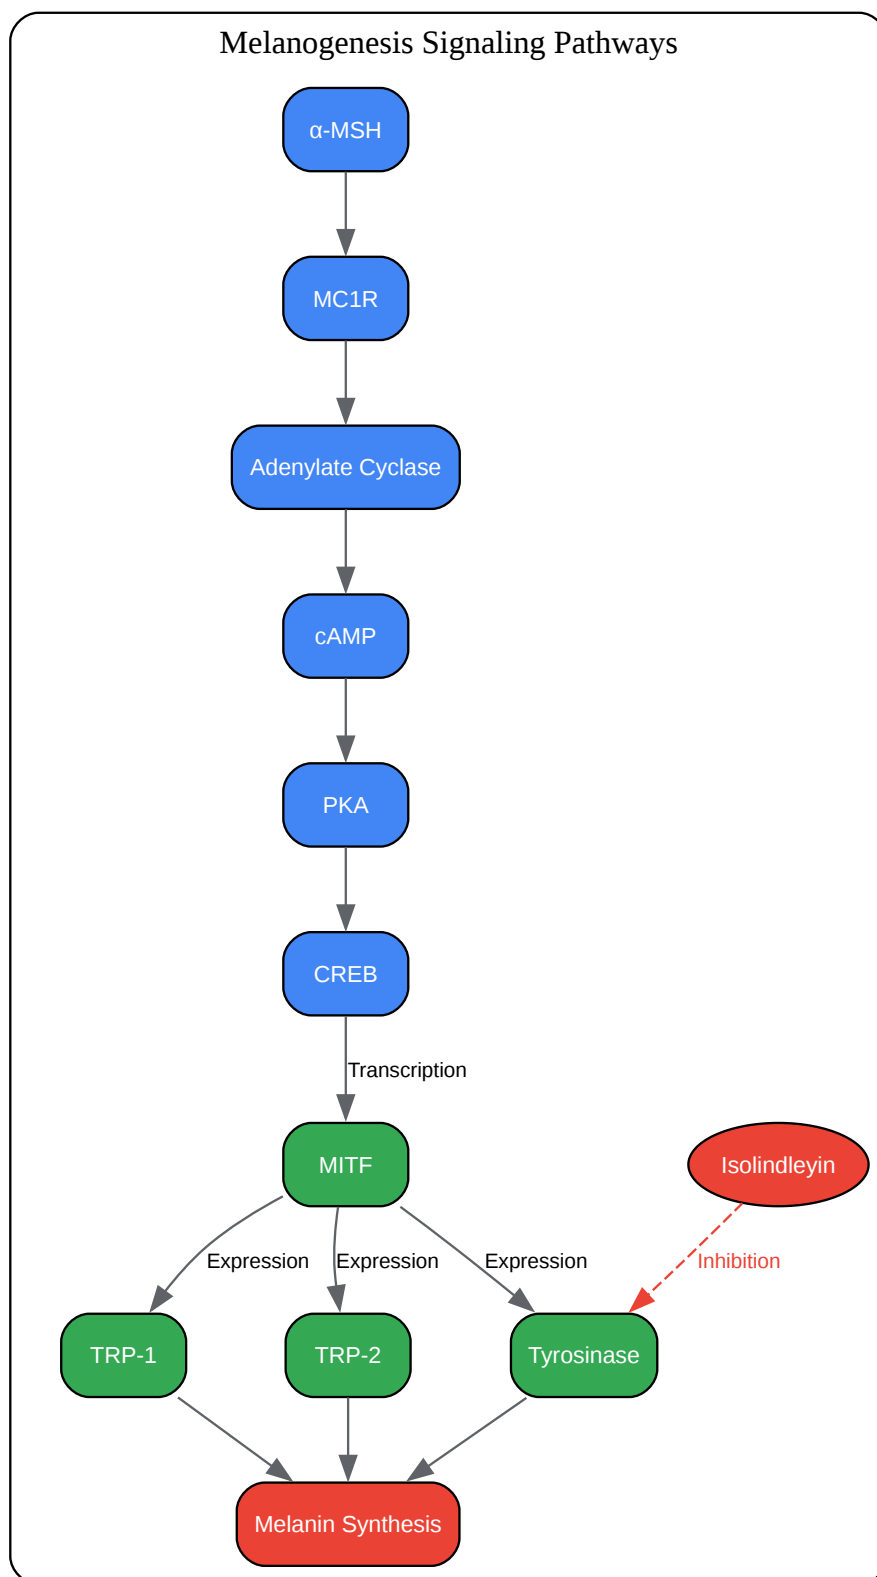 Melanogenesis Signaling Pathways
α-MSH
MC1R
Adenylate Cyclase
cAMP
PKA
CREB
Transcription
MITF
Isolindleyin
Expression
Expression
Expression
Inhibition
TRP-1
TRP-2
Tyrosinase
Melanin Synthesis